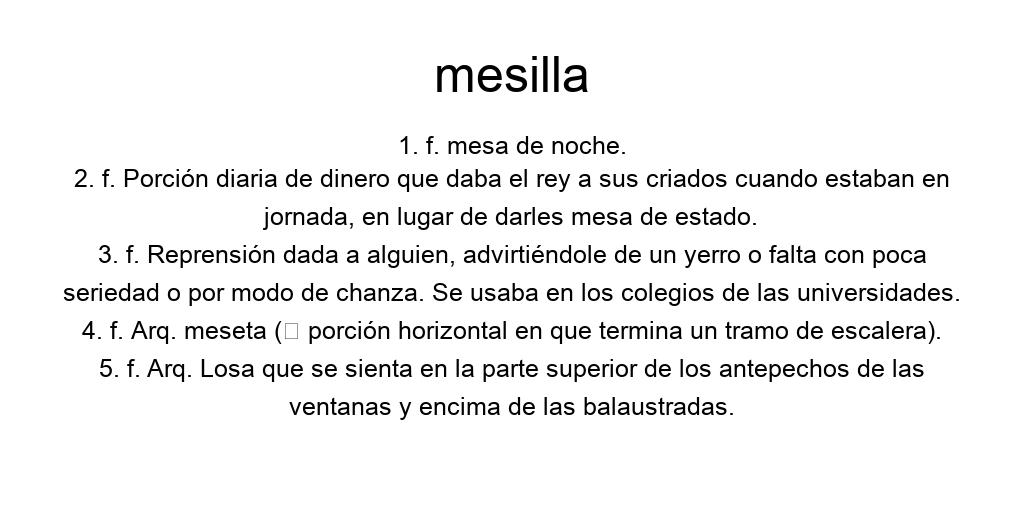 mesilla
1. f. mesa de noche.
2. f. Porción diaria de dinero que daba el rey a sus criados cuando estaban en
jornada, en lugar de darles mesa de estado.
3. f. Reprensión dada a alguien, advirtiéndole de un yerro o falta con poca
seriedad o por modo de chanza. Se usaba en los colegios de las universidades.
4. f. Arq. meseta (□ porción horizontal en que termina un tramo de escalera).
5. f. Arq. Losa que se sienta en la parte superior de los antepechos de las
ventanas y encima de las balaustradas.